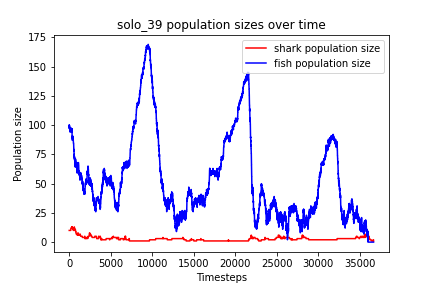 solo_39 population sizes over time
shark population size
fish population size
Population size
175
150
125
100
75
50
25
0
0 5000 10000 15000 20000 25000 30000 35000
Timesteps